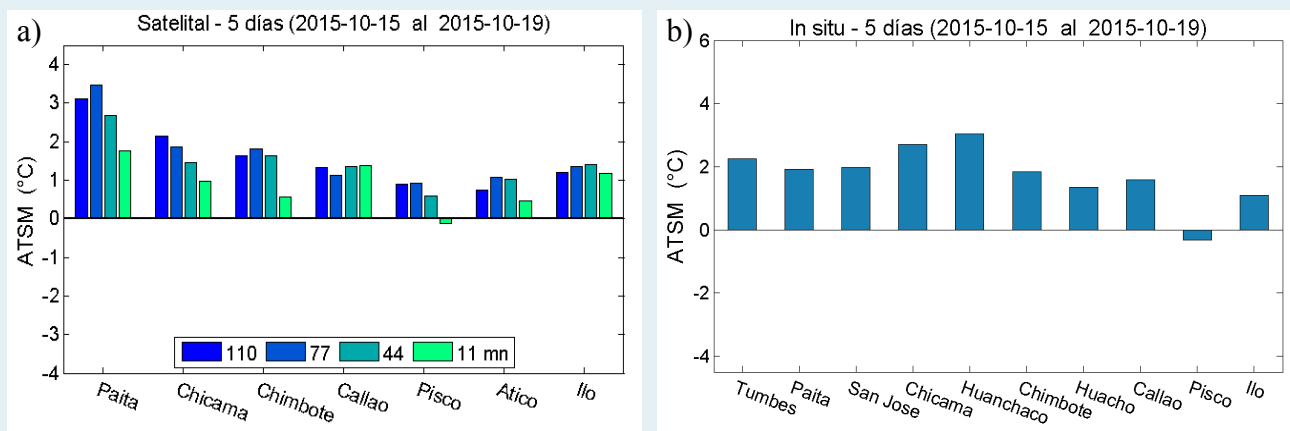 a)
Satelital - 5 días (2015-10-15 al 2015-10-19)
ATSM (°C)
4
3
2
1
0
-1
-2
-3
-4
110 77 44 11 mn
Paita Chicama Chimbote Callao Pisco Atico Ilo
b)
In situ - 5 días (2015-10-15 al 2015-10-19)
ATSM (°C)
6
4
2
0
-2
-4
Tumbes Paita San Jose Chicama Huanchaco Chimbote Huacho Callao Pisco Ilo